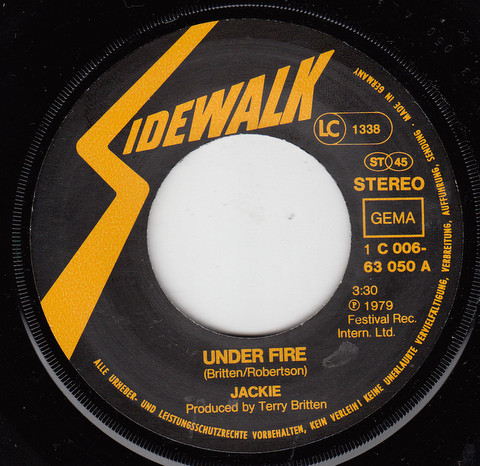 SIDEWALK
LC 1338
ST 45
STEREO
GEMA
1 C 006-
63 050 A
3:30
Ⓟ 1979
Festival Rec.
Intern. Ltd.
UNDER FIRE
(Britten/Robertson)
JACKIE
Produced by Terry Britten
ALLE URHEBER- UND LEISTUNGSSCHUTZRECHTE VORBEHALTEN, KEIN VERLEIH! KEINE UNERLAUBTE VERVIELFÄLTIGUNG, VERBREITUNG, AUFFÜHRUNG, SENDUNG MADE IN GERMANY